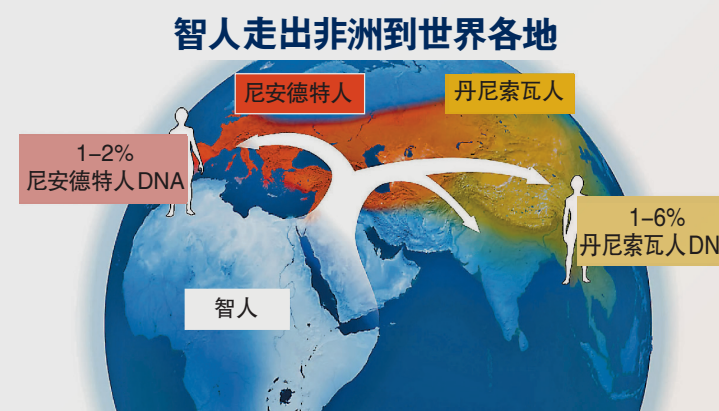 智人走出非洲到世界各地
尼安德特人
丹尼索瓦人
1–2%
尼安德特人DNA
1–6%
丹尼索瓦人DN
智人